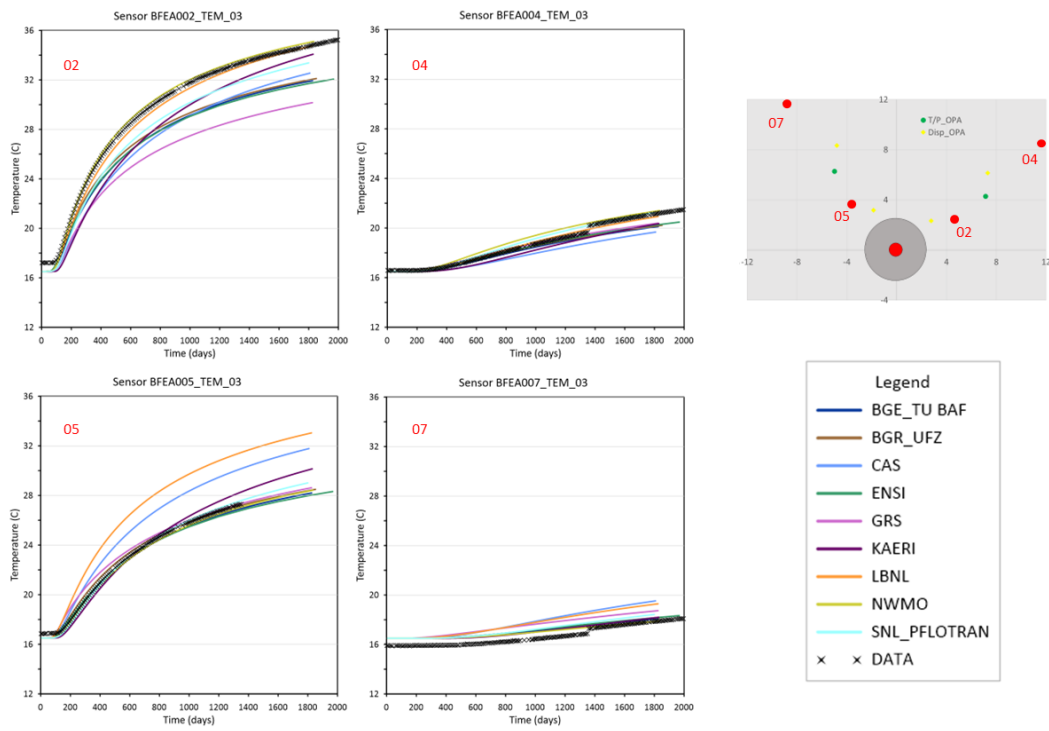 Sensor BFEA002_TEM_03
36
32
28
24
20
16
12
Temperature (C)
02
0 200 400 600 800 1000 1200 1400 1600 1800 2000
Time (days)
Sensor BFEA004_TEM_03
36
32
28
24
20
16
12
Temperature (C)
04
0 200 400 600 800 1000 1200 1400 1600 1800 2000
Time (days)
12
8
4
-4
-12 -4 4 12
07
T/P_OPA
Disp_OPA
04
05
02
Sensor BFEA005_TEM_03
36
32
28
24
20
16
12
Temperature (C)
05
0 200 400 600 800 1000 1200 1400 1600 1800 2000
Time (days)
Sensor BFEA007_TEM_03
36
32
28
24
20
16
12
Temperature (C)
07
0 200 400 600 800 1000 1200 1400 1600 1800 2000
Time (days)
Legend
BGE_TU BAF
BGR_UFZ
CAS
ENSI
GRS
KAERI
LBNL
NWMO
SNL_PFLOTRAN
DATA